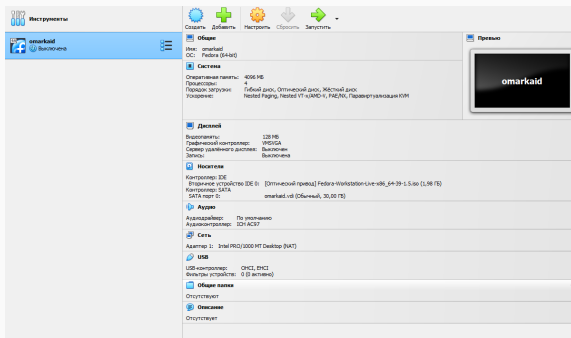 Инструменты
Создать Добавить Настроить Сбросить Запустить
omarkaid
Выключена
Общие
Имя: omarkaid
ОС: Fedora (64-bit)
Система
Оперативная память: 4096 МБ
Процессоры: 4
Порядок загрузки: Гибкий диск, Оптический диск, Жёсткий диск
Ускорение: Nested Paging, Nested VT-x/AMD-V, PAE/NX, Паравиртуализация KVM
Превью
omarkaid
Дисплей
Видеопамять: 128 МБ
Графический контроллер: VMSVGA
Сервер удалённого дисплея: Выключен
Запись: Выключена
Носители
Контроллер: IDE
Вторичное устройство IDE 0: [Оптический привод] Fedora-Workstation-Live-x86_64-39-1.5.iso (1,98 ГБ)
Контроллер: SATA
SATA порт 0: omarkaid.vdi (Обычный, 30,00 ГБ)
Аудио
Аудиодрайвер: По умолчанию
Аудиоконтроллер: ICH AC97
Сеть
Адаптер 1: Intel PRO/1000 MT Desktop (NAT)
USB
USB-контроллер: OHCI, EHCI
Фильтры устройств: 0 (0 активно)
Общие папки
Отсутствуют
Описание
Отсутствует